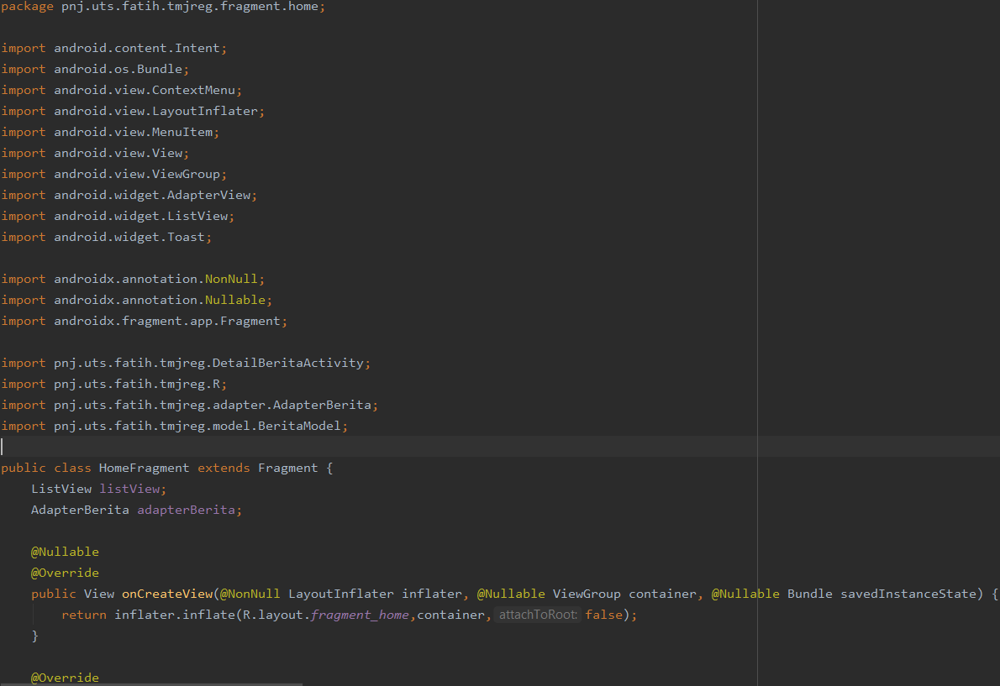 package pnj.uts.fatih.tmjreg.fragment.home;
import android.content.Intent;
import android.os.Bundle;
import android.view.ContextMenu;
import android.view.LayoutInflater;
import android.view.MenuItem;
import android.view.View;
import android.view.ViewGroup;
import android.widget.AdapterView;
import android.widget.ListView;
import android.widget.Toast;
import androidx.annotation.NonNull;
import androidx.annotation.Nullable;
import androidx.fragment.app.Fragment;
import pnj.uts.fatih.tmjreg.DetailBeritaActivity;
import pnj.uts.fatih.tmjreg.R;
import pnj.uts.fatih.tmjreg.adapter.AdapterBerita;
import pnj.uts.fatih.tmjreg.model.BeritaModel;
public class HomeFragment extends Fragment {
    ListView listView;
    AdapterBerita adapterBerita;
    @Nullable
    @Override
    public View onCreateView(@NonNull LayoutInflater inflater, @Nullable ViewGroup container, @Nullable Bundle savedInstanceState) {
        return inflater.inflate(R.layout.fragment_home,container, attachToRoot: false);
    }
    @Override